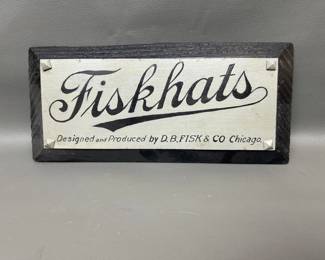 Fiskhats
Designed and Produced by D.B.FISK & CO Chicago.